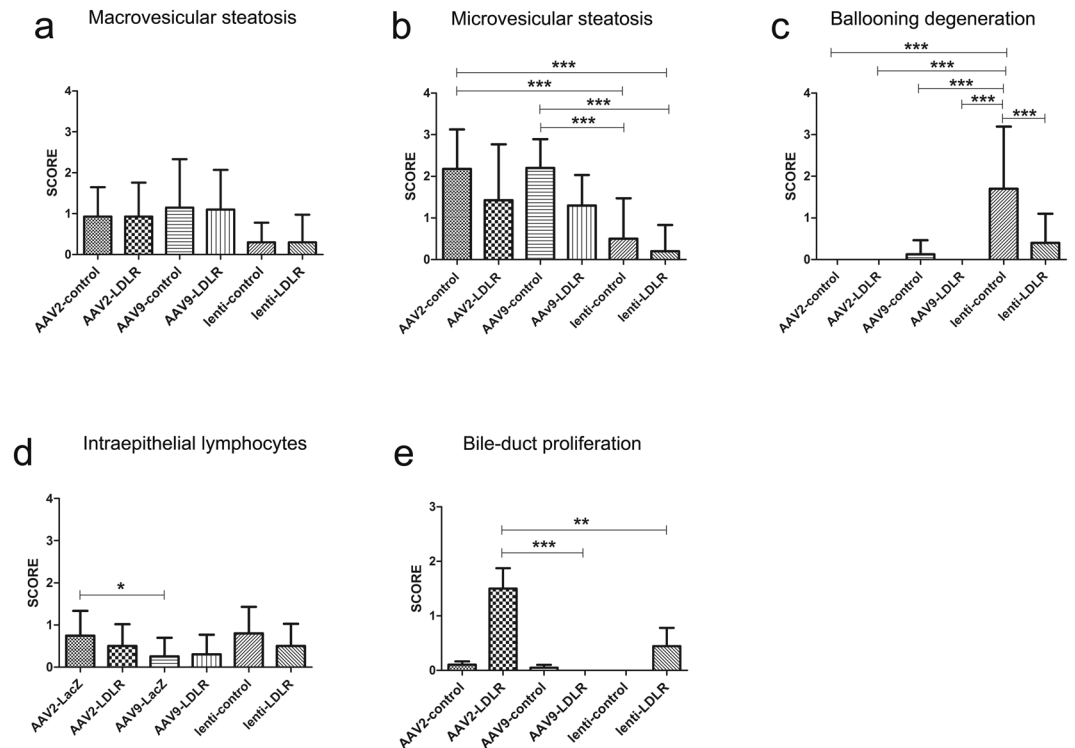 a
Macrovesicular steatosis
SCORE
4
3
2
1
0
AAV2-control
AAV2-LDLR
AAV9-control
AAV9-LDLR
lenti-control
lenti-LDLR
b
Microvesicular steatosis
***
***
***
***
SCORE
4
3
2
1
0
AAV2-control
AAV2-LDLR
AAV9-control
AAV9-LDLR
lenti-control
lenti-LDLR
c
Ballooning degeneration
***
***
***
***
***
SCORE
4
3
2
1
0
AAV2-control
AAV2-LDLR
AAV9-control
AAV9-LDLR
lenti-control
lenti-LDLR
d
Intraepithelial lymphocytes
*
SCORE
4
3
2
1
0
AAV2-LacZ
AAV2-LDLR
AAV9-LacZ
AAV9-LDLR
lenti-control
lenti-LDLR
e
Bile-duct proliferation
**
***
SCORE
3
2
1
0
AAV2-control
AAV2-LDLR
AAV9-control
AAV9-LDLR
lenti-control
lenti-LDLR